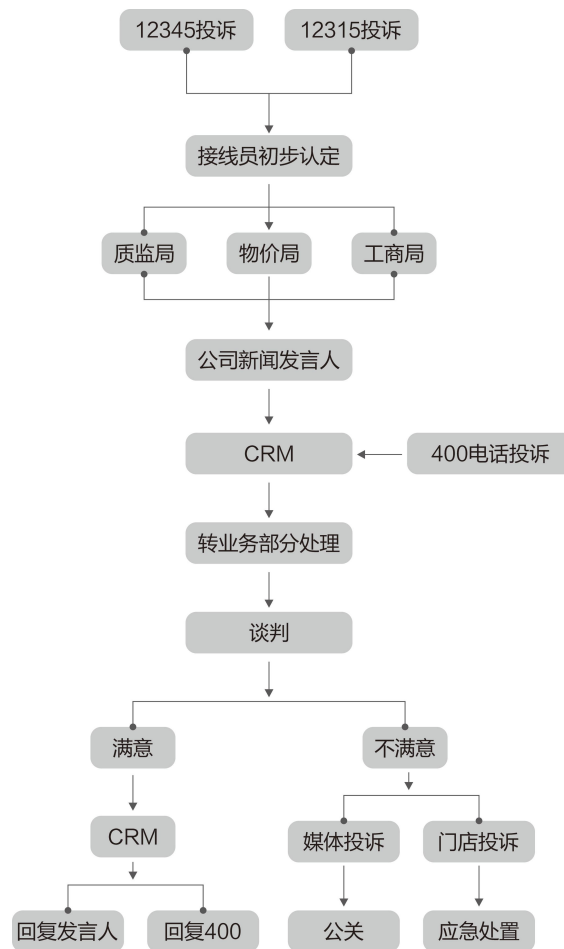 12345投诉
12315投诉
接线员初步认定
质监局
物价局
工商局
公司新闻发言人
CRM
400电话投诉
转业务部分处理
谈判
满意
不满意
CRM
媒体投诉
门店投诉
回复发言人
回复400
公关
应急处置